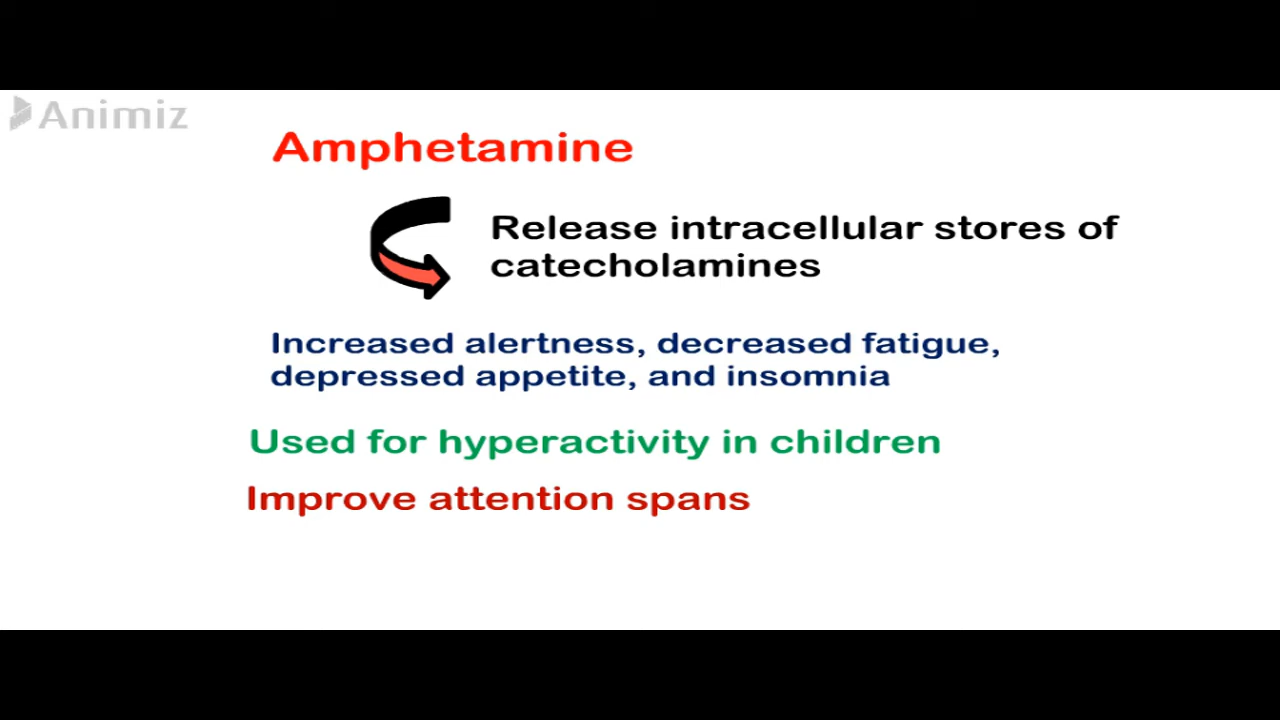 Animiz
Amphetamine
Release intracellular stores of
catecholamines
Increased alertness, decreased fatigue,
depressed appetite, and insomnia
Used for hyperactivity in children
Improve attention spans